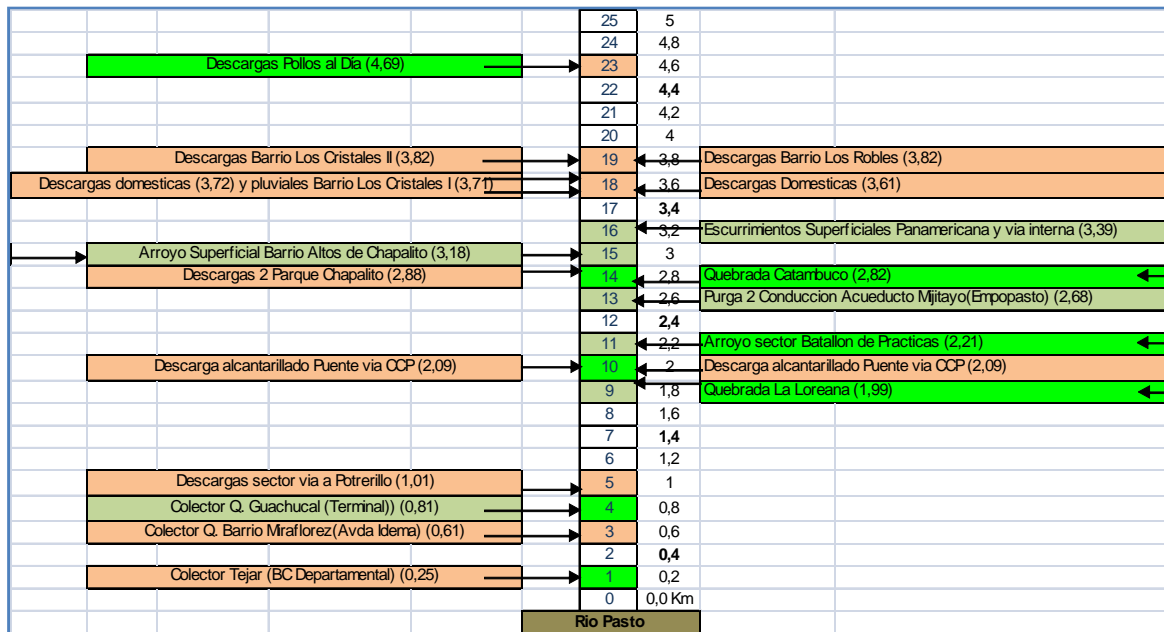 25 5
24 4,8
Descargas Pollos al Día (4,69) 23 4,6
22 4,4
21 4,2
20 4
Descargas Barrio Los Cristales II (3,82) 19 3,8 Descargas Barrio Los Robles (3,82)
Descargas domesticas (3,72) y pluviales Barrio Los Cristales I (3,71) 18 3,6 Descargas Domesticas (3,61)
17 3,4
16 3,2 Escurrimientos Superficiales Panamericana y via interna (3,39)
Arroyo Superficial Barrio Altos de Chapalito (3,18) 15 3
Descargas 2 Parque Chapalito (2,88) 14 2,8 Quebrada Catambuco (2,82)
13 2,6 Purga 2 Conduccion Acueducto Mijitayo(Empopasto) (2,68)
12 2,4
11 2,2 Arroyo sector Batallon de Practicas (2,21)
Descarga alcantarillado Puente via CCP (2,09) 10 2 Descarga alcantarillado Puente via CCP (2,09)
9 1,8 Quebrada La Loreana (1,99)
8 1,6
7 1,4
6 1,2
Descargas sector via a Potrerillo (1,01) 5 1
Colector Q. Guachucal (Terminal)) (0,81) 4 0,8
Colector Q. Barrio Miraflorez(Avda Idema) (0,61) 3 0,6
2 0,4
Colector Tejar (BC Departamental) (0,25) 1 0,2
0 0,0 Km
Rio Pasto